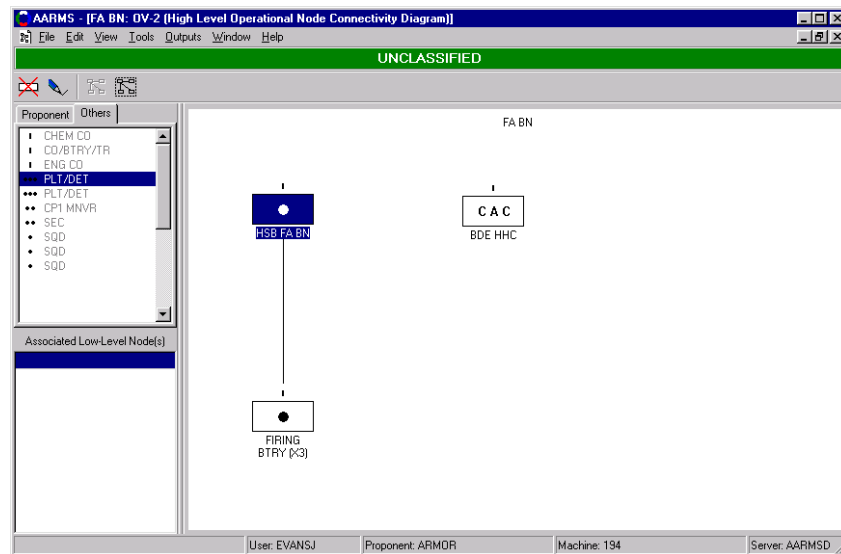 AARMS - [FA BN: OV-2 (High Level Operational Node Connectivity Diagram)]
File Edit View Tools Outputs Window Help
UNCLASSIFIED
Proponent Others
CHEM CO
CO/BTRY/TR
ENG CO
PLT/DET
PLT/DET
CP1 MNVR
SEC
SQD
SQD
SQD
Associated Low-Level Node(s)
FA BN
HSB FA BN
C A C
BDE HHC
FIRING
BTRY (X3)
User: EVANSJ Proponent: ARMOR Machine: 194 Server: AARMSD